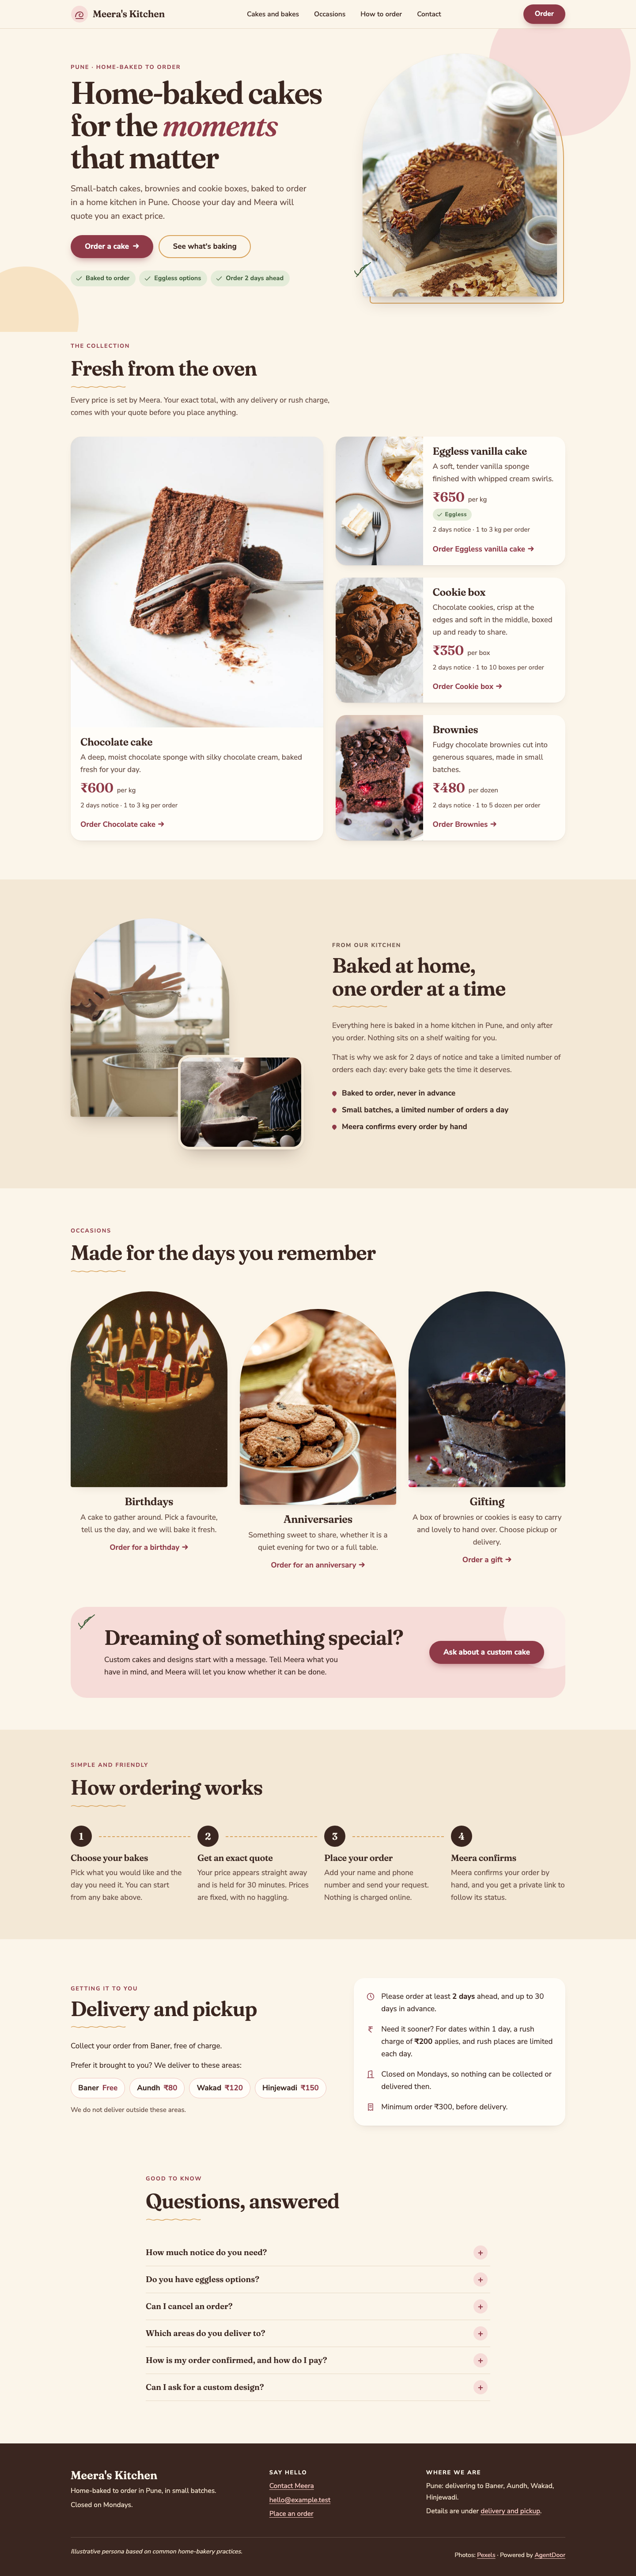 Meera's Kitchen
Cakes and bakes
Occasions
How to order
Contact
Order
PUNE · HOME-BAKED TO ORDER
Home-baked cakes
for the moments
that matter
Small-batch cakes, brownies and cookie boxes, baked to order
in a home kitchen in Pune. Choose your day and Meera will
quote you an exact price.
Order a cake →
See what's baking
Baked to order
Eggless options
Order 2 days ahead
THE COLLECTION
Fresh from the oven
Every price is set by Meera. Your exact total, with any delivery or rush charge,
comes with your quote before you place anything.
Chocolate cake
A deep, moist chocolate sponge with silky chocolate cream, baked
fresh for your day.
₹600 per kg
2 days notice · 1 to 3 kg per order
Order Chocolate cake →
Eggless vanilla cake
A soft, tender vanilla sponge
finished with whipped cream swirls.
₹650 per kg
Eggless
2 days notice · 1 to 3 kg per order
Order Eggless vanilla cake →
Cookie box
Chocolate cookies, crisp at the
edges and soft in the middle, boxed
up and ready to share.
₹350 per box
2 days notice · 1 to 10 boxes per order
Order Cookie box →
Brownies
Fudgy chocolate brownies cut into
generous squares, made in small
batches.
₹480 per dozen
2 days notice · 1 to 5 dozen per order
Order Brownies →
FROM OUR KITCHEN
Baked at home,
one order at a time
Everything here is baked in a home kitchen in Pune, and only after
you order. Nothing sits on a shelf waiting for you.
That is why we ask for 2 days of notice and take a limited number of
orders each day: every bake gets the time it deserves.
Baked to order, never in advance
Small batches, a limited number of orders a day
Meera confirms every order by hand
OCCASIONS
Made for the days you remember
HAPPY
BIRTHD
Birthdays
A cake to gather around. Pick a favourite,
tell us the day, and we will bake it fresh.
Order for a birthday →
Anniversaries
Something sweet to share, whether it is a
quiet evening for two or a full table.
Order for an anniversary →
Gifting
A box of brownies or cookies is easy to carry
and lovely to hand over. Choose pickup or
delivery.
Order a gift →
Dreaming of something special?
Custom cakes and designs start with a message. Tell Meera what you
have in mind, and Meera will let you know whether it can be done.
Ask about a custom cake
SIMPLE AND FRIENDLY
How ordering works
1
Choose your bakes
Pick what you would like and the
day you need it. You can start
from any bake above.
2
Get an exact quote
Your price appears straight away
and is held for 30 minutes. Prices
are fixed, with no haggling.
3
Place your order
Add your name and phone
number and send your request.
Nothing is charged online.
4
Meera confirms
Meera confirms your order by
hand, and you get a private link to
follow its status.
GETTING IT TO YOU
Delivery and pickup
Collect your order from Baner, free of charge.
Prefer it brought to you? We deliver to these areas:
Baner Free
Aundh ₹80
Wakad ₹120
Hinjewadi ₹150
We do not deliver outside these areas.
Please order at least 2 days ahead, and up to 30
days in advance.
₹ Need it sooner? For dates within 1 day, a rush
charge of ₹200 applies, and rush places are limited
each day.
Closed on Mondays, so nothing can be collected or
delivered then.
Minimum order ₹300, before delivery.
GOOD TO KNOW
Questions, answered
How much notice do you need?
Do you have eggless options?
Can I cancel an order?
Which areas do you deliver to?
How is my order confirmed, and how do I pay?
Can I ask for a custom design?
Meera's Kitchen
Home-baked to order in Pune, in small batches.
Closed on Mondays.
SAY HELLO
Contact Meera
hello@example.test
Place an order
WHERE WE ARE
Pune: delivering to Baner, Aundh, Wakad,
Hinjewadi.
Details are under delivery and pickup.
Illustrative persona based on common home-bakery practices.
Photos: Pexels · Powered by AgentDoor